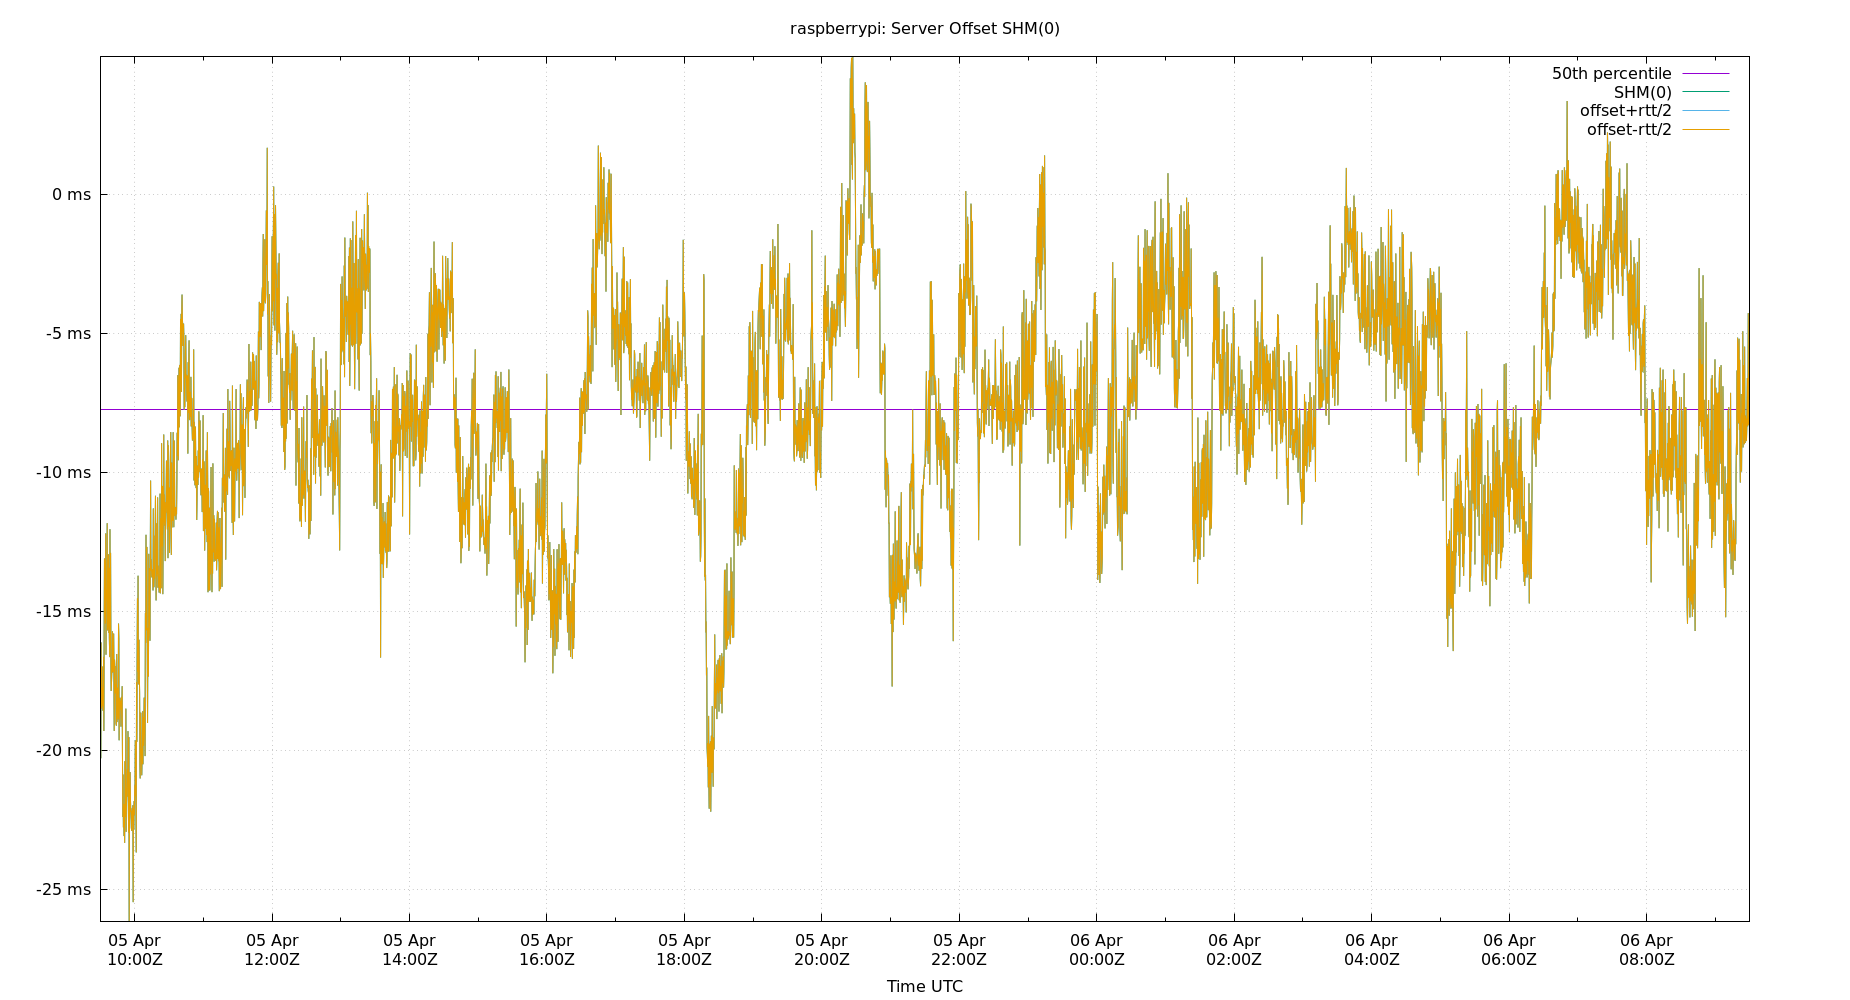 raspberrypi: Server Offset SHM(0)
50th percentile
SHM(0)
offset+rtt/2
offset-rtt/2
0 ms
-5 ms
-10 ms
-15 ms
-20 ms
-25 ms
05 Apr 05 Apr 05 Apr 05 Apr 05 Apr 05 Apr 05 Apr 06 Apr 06 Apr 06 Apr 06 Apr 06 Apr
10:00Z 12:00Z 14:00Z 16:00Z 18:00Z 20:00Z 22:00Z 00:00Z 02:00Z 04:00Z 06:00Z 08:00Z
Time UTC